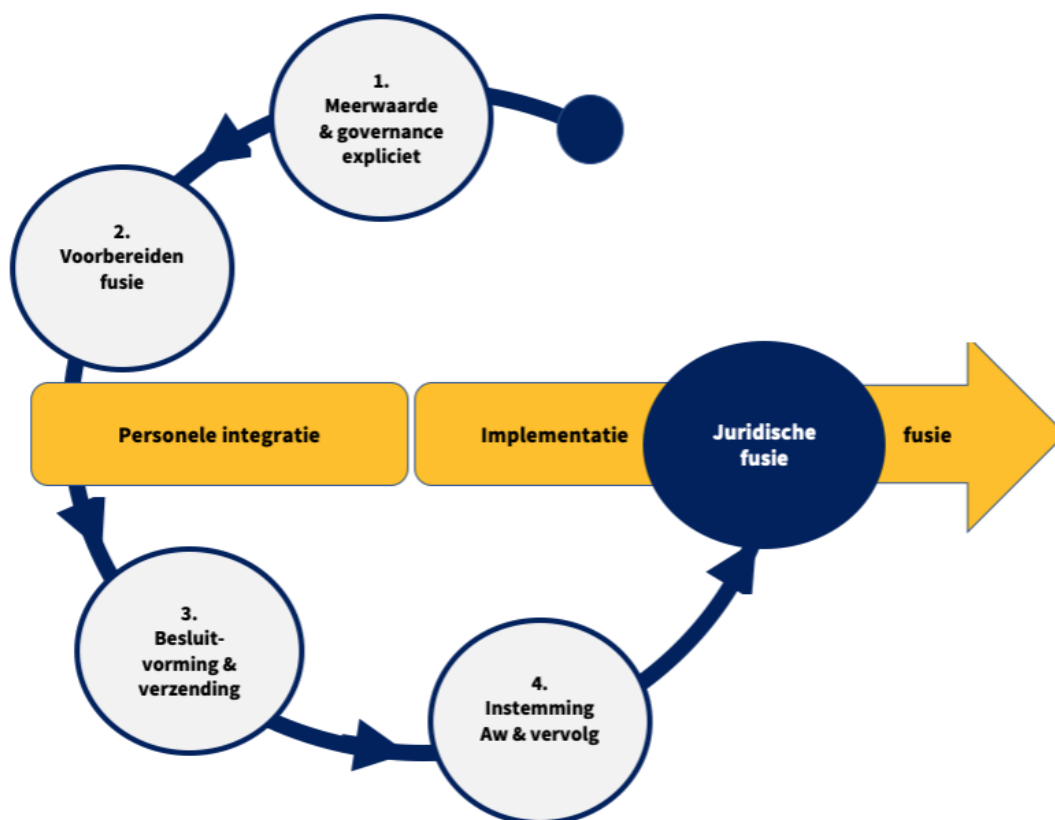 1.
Meerwaarde
& governance
expliciet
2.
Voorbereiden
fusie
Personele integratie
Implementatie
Juridische
fusie
fusie
3.
Besluit-
vorming &
verzending
4.
Instemming
Aw & vervolg